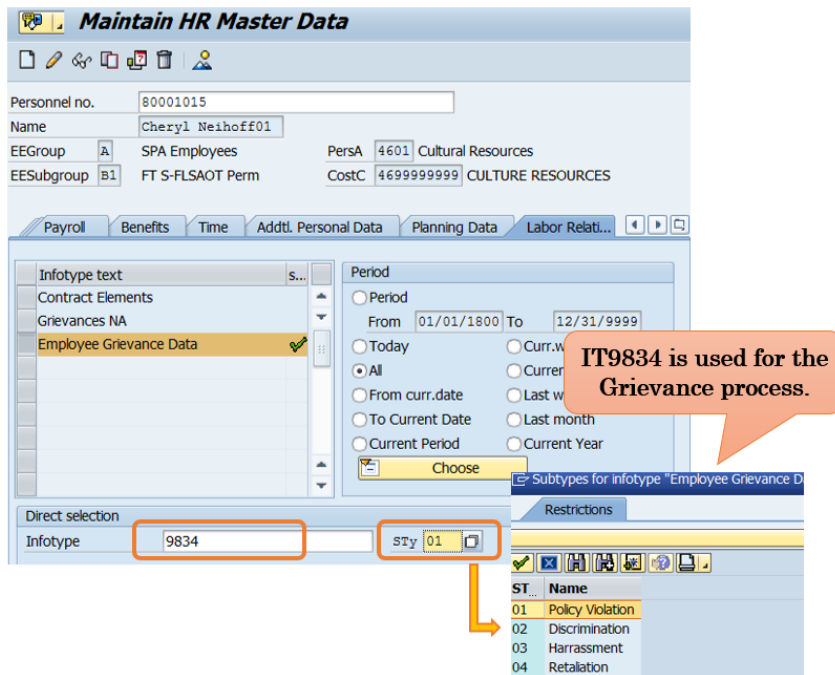 Maintain HR Master Data
Personnel no. 80001015
Name Cheryl Neihoff01
EEGroup A SPA Employees PersA 4601 Cultural Resources
EESubgroup B1 FT S-FLSAOT Perm CostC 4699999999 CULTURE RESOURCES
Payroll Benefits Time Addtl. Personal Data Planning Data Labor Relati...
Infotype text s...
Contract Elements
Grievances NA
Employee Grievance Data
Period
Period
From 01/01/1800 To 12/31/9999
Today Curr.w
All Curren
From curr.date Last w
To Current Date Last month
Current Period Current Year
Choose
IT9834 is used for the
Grievance process.
Direct selection
Infotype 9834 STy 01
Subtypes for infotype "Employee Grievance D
Restrictions
ST... Name
01 Policy Violation
02 Discrimination
03 Harrassment
04 Retaliation